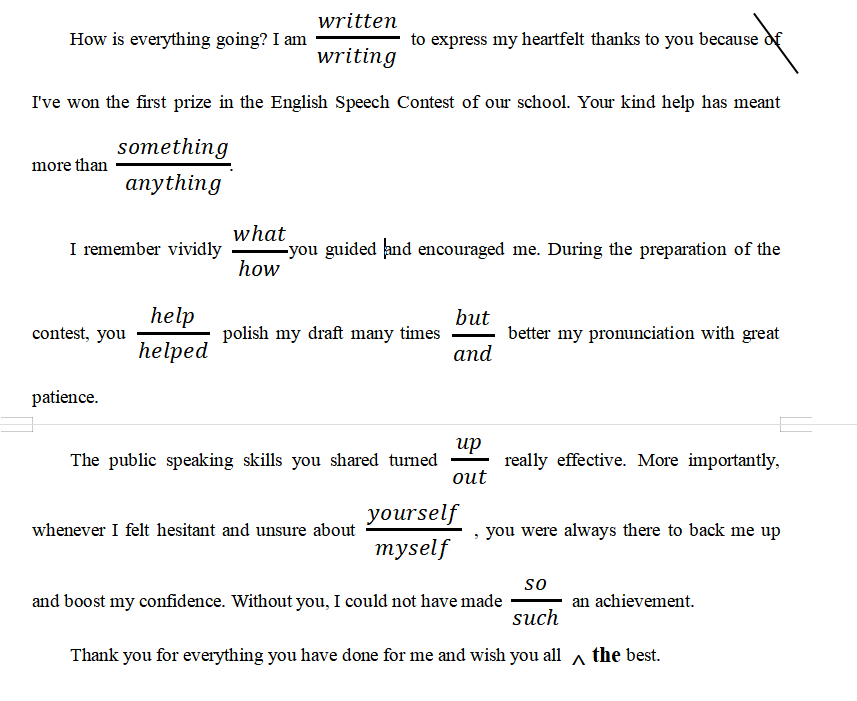 How is everything going? I am written/writing to express my heartfelt thanks to you because of
I've won the first prize in the English Speech Contest of our school. Your kind help has meant
more than something/anything.
I remember vividly what/how you guided and encouraged me. During the preparation of the
contest, you help/helped polish my draft many times but/and better my pronunciation with great
patience.
The public speaking skills you shared turned up/out really effective. More importantly,
whenever I felt hesitant and unsure about yourself/myself, you were always there to back me up
and boost my confidence. Without you, I could not have made so/such an achievement.
Thank you for everything you have done for me and wish you all ^ the best.